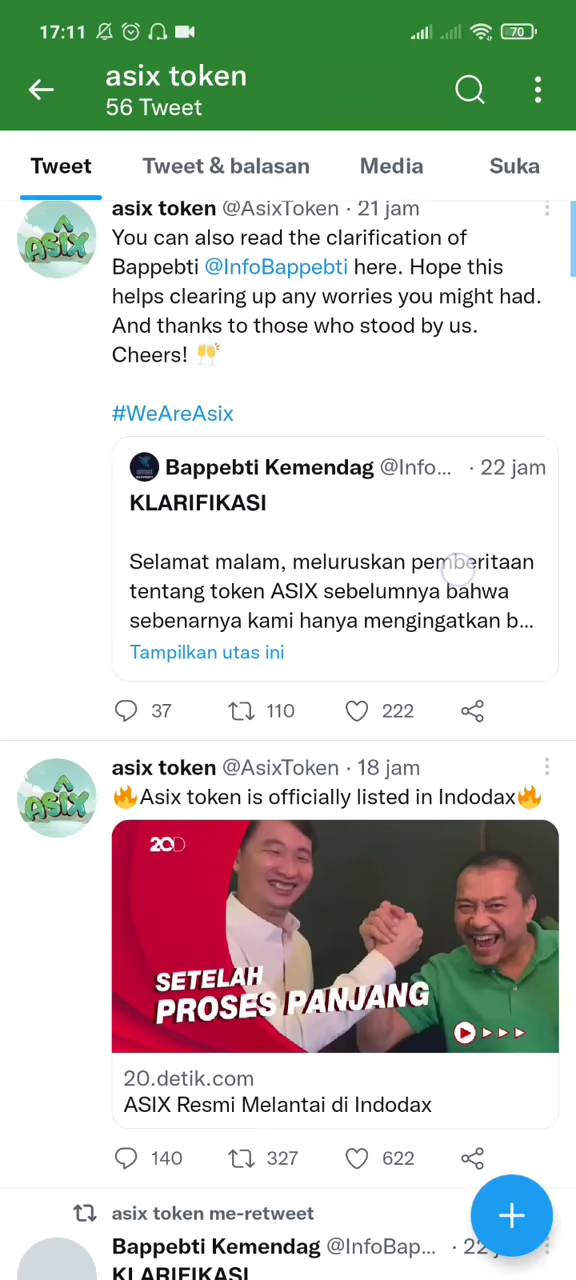 17:11
70
asix token
56 Tweet
Tweet
Tweet & balasan
Media
Suka
asix token @AsixToken · 21 jam
You can also read the clarification of
Bappebti @InfoBappebti here. Hope this
helps clearing up any worries you might had.
And thanks to those who stood by us.
Cheers! 🥂
#WeAreAsix
ASIX
Bappebti Kemendag @Info... · 22 jam
KLARIFIKASI
Selamat malam, meluruskan pemberitaan
tentang token ASIX sebelumnya bahwa
sebenarnya kami hanya mengingatkan b...
Tampilkan utas ini
37
110
222
asix token @AsixToken · 18 jam
🔥Asix token is officially listed in Indodax🔥
ASIX
20D
SETELAH
PROSES PANJANG
20.detik.com
ASIX Resmi Melantai di Indodax
140
327
622
asix token me-retweet
Bappebti Kemendag @InfoBap... · 22
KLARIFIKASI